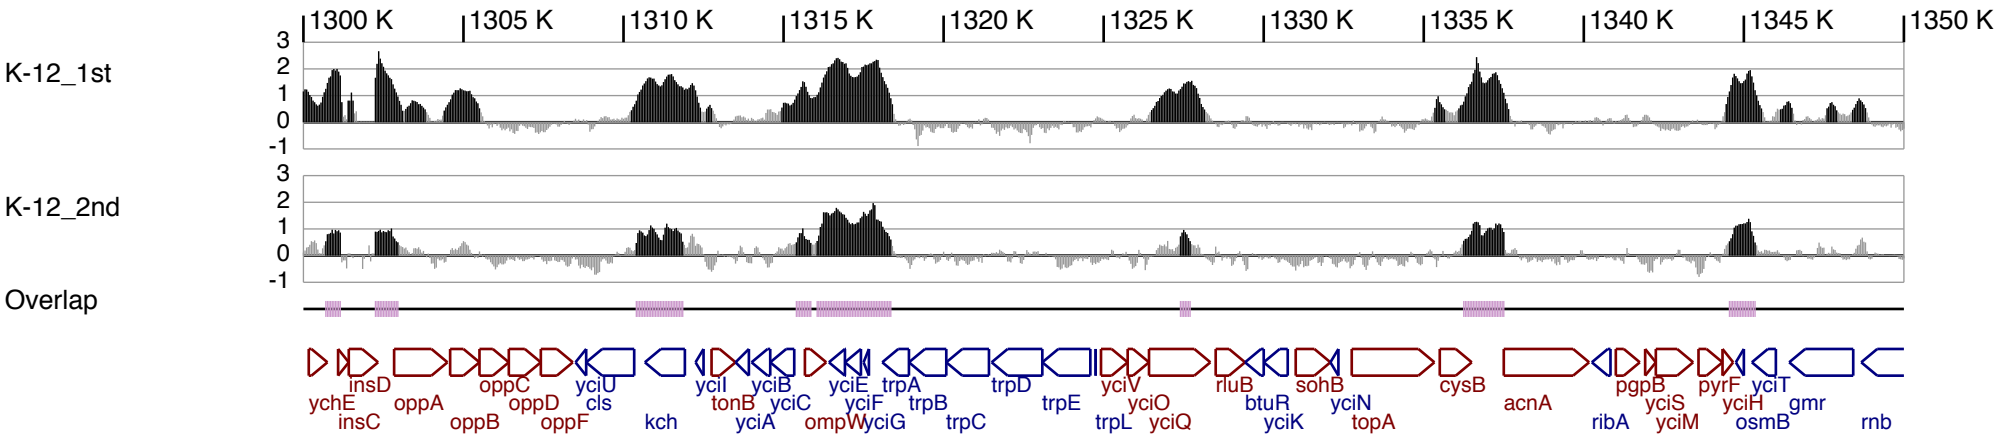 1300 K 1305 K 1310 K 1315 K 1320 K 1325 K 1330 K 1335 K 1340 K 1345 K 1350 K
3
K-12_1st
2
1
0
-1
3
K-12_2nd
2
1
0
-1
Overlap
insD oppC yciU yciI yciB yciE trpA trpD yciV rluB sohB cysB pgpB pyrF yciT
ychE oppA oppD cls tonB yciC yciF trpB trpE yciO btuR yciN acnA yciS yciH gmr
insC oppB oppF kch yciA ompW yciG trpC trpL yciQ yciK topA ribA yciM osmB rnb